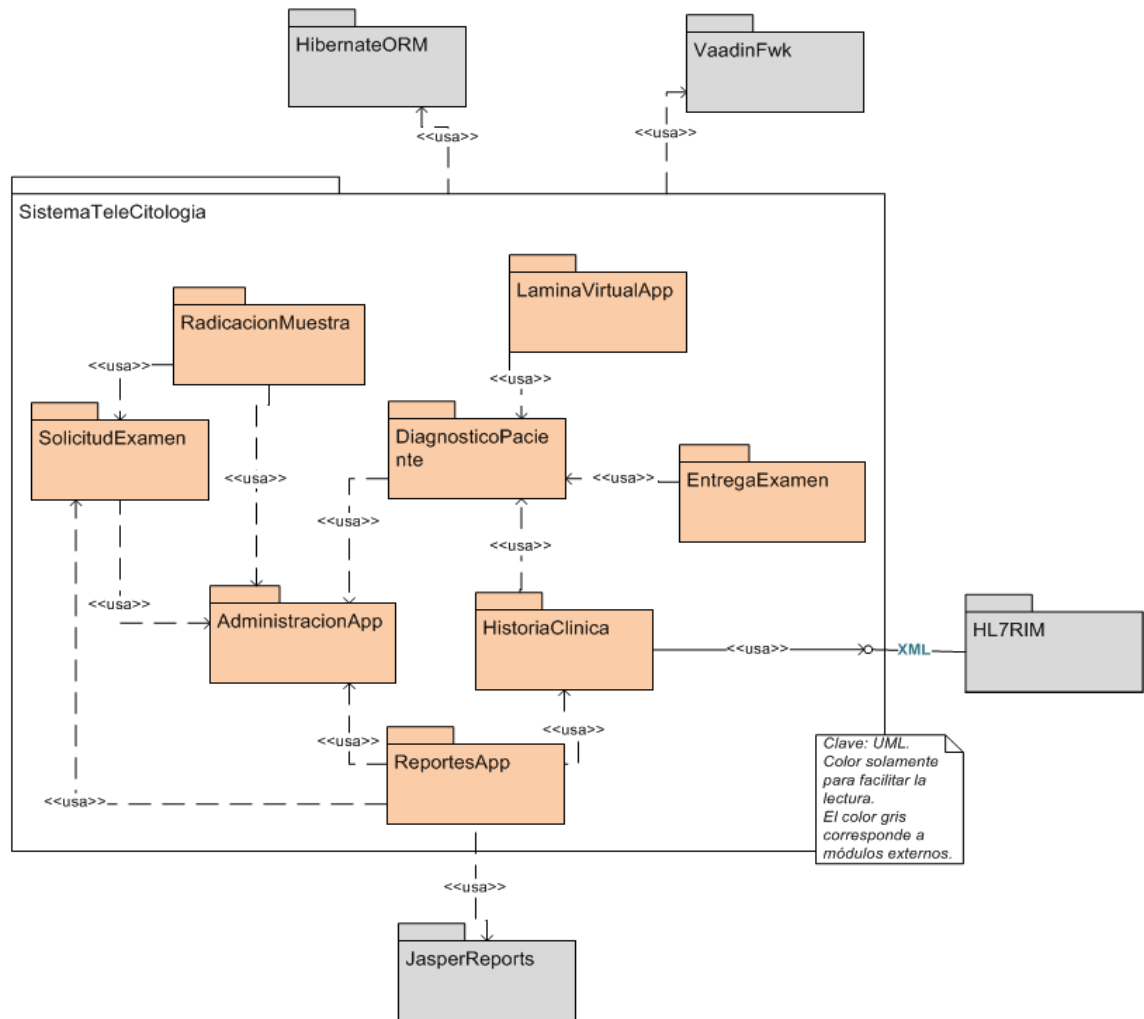 HibernateORM
VaadinFwk
<<usa>>
<<usa>>
SistemaTeleCitologia
LaminaVirtualApp
RadicacionMuestra
<<usa>>
<<usa>>
SolicitudExamen
DiagnosticoPacie
nte
EntregaExamen
<<usa>>
<<usa>>
<<usa>>
<<usa>>
<<usa>>
AdministracionApp
HistoriaClinica
HL7RIM
<<usa>>
XML
<<usa>>
<<usa>>
ReportesApp
<<usa>>
Clave: UML.
Color solamente
para facilitar la
lectura.
El color gris
corresponde a
módulos externos.
<<usa>>
JasperReports